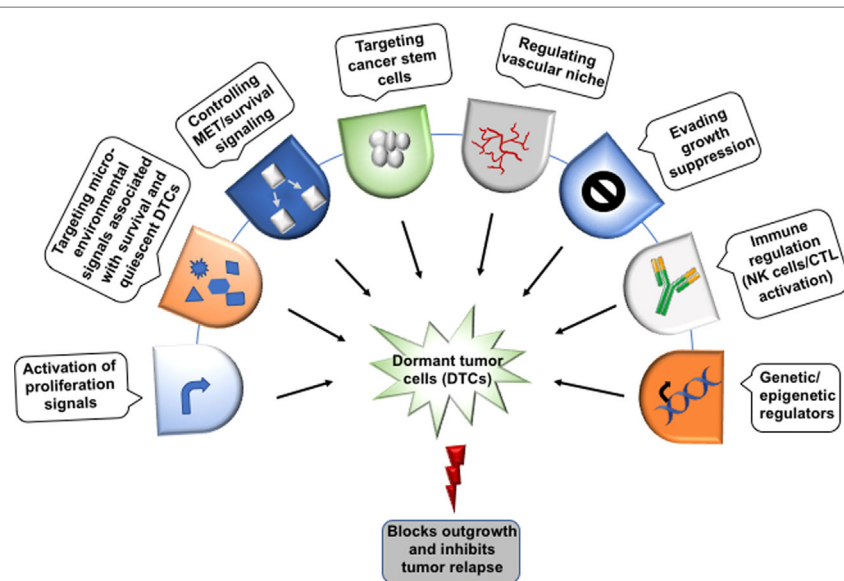 Activation of
proliferation
signals
Targeting micro-
environmental
signals associated
with survival and
quiescent DTCs
Controlling
MET/survival
signaling
Targeting
cancer stem
cells
Regulating
vascular niche
Evading
growth
suppression
Immune
regulation
(NK cells/CTL
activation)
Genetic/
epigenetic
regulators
Dormant tumor
cells (DTCs)
Blocks outgrowth
and inhibits
tumor relapse